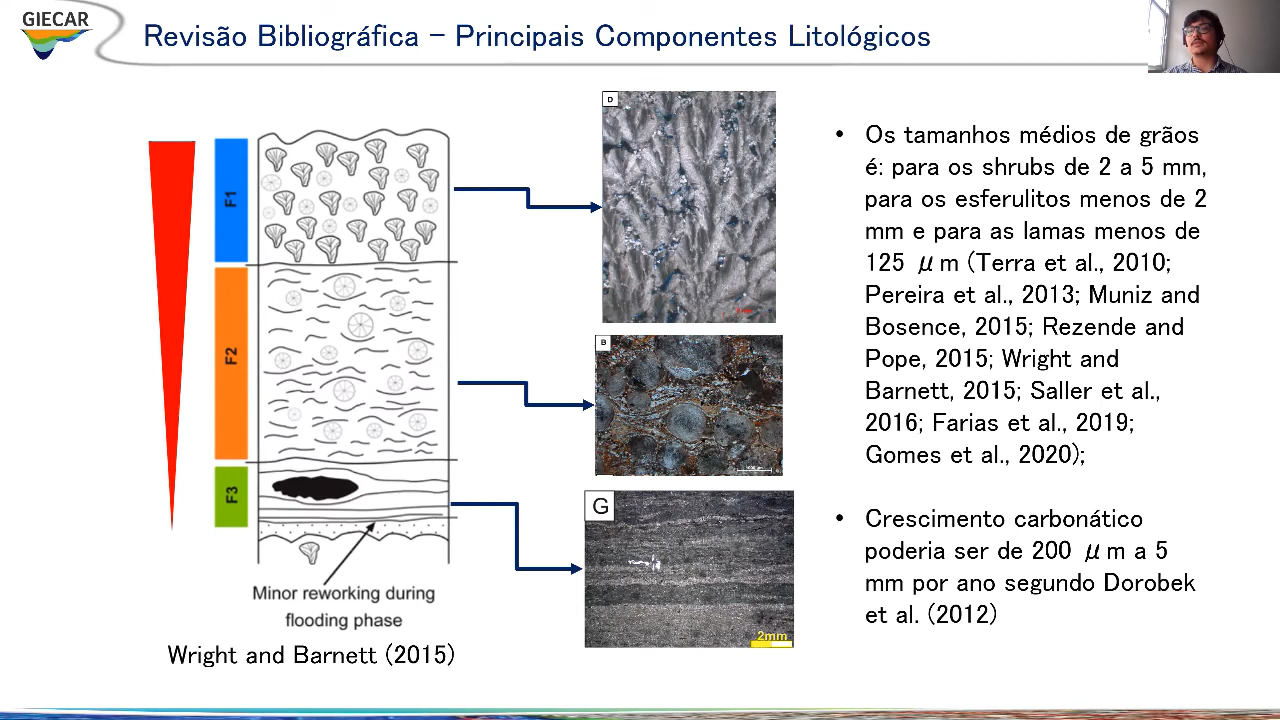 GIECAR
Revisão Bibliográfica – Principais Componentes Litológicos
F1
F2
F3
Minor reworking during
flooding phase
Wright and Barnett (2015)
D
B
G
2mm
• Os tamanhos médios de grãos
é: para os shrubs de 2 a 5 mm,
para os esferulitos menos de 2
mm e para as lamas menos de
125 μm (Terra et al., 2010;
Pereira et al., 2013; Muniz and
Bosence, 2015; Rezende and
Pope, 2015; Wright and
Barnett, 2015; Saller et al.,
2016; Farias et al., 2019;
Gomes et al., 2020);
• Crescimento carbonático
poderia ser de 200 μm a 5
mm por ano segundo Dorobek
et al. (2012)